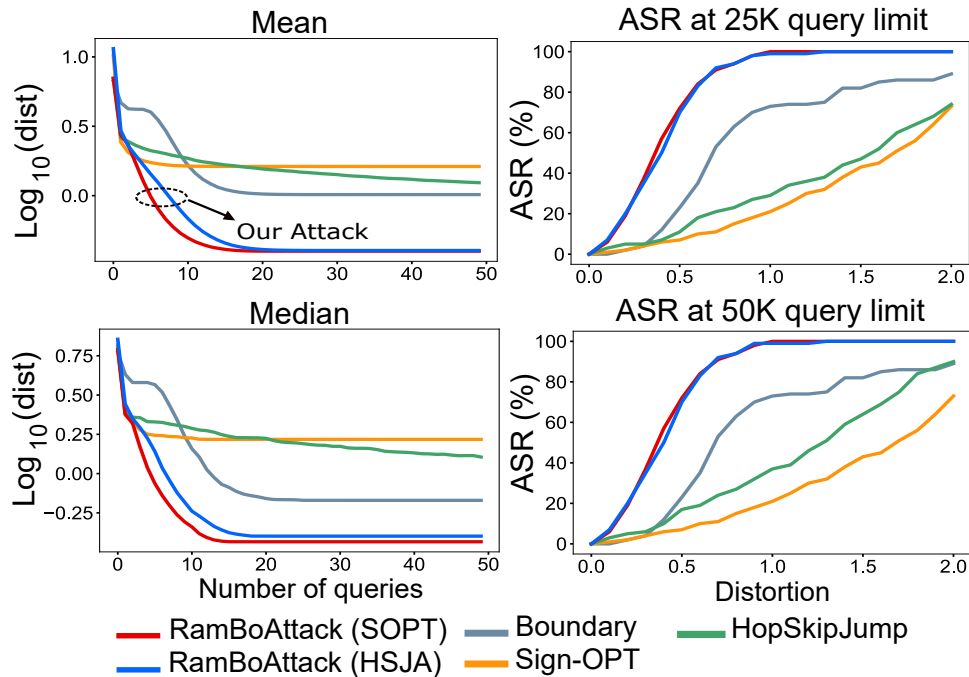 Mean
Log 10(dist)
1.0
0.5
0.0
Our Attack
0 10 20 30 40 50
ASR at 25K query limit
ASR (%)
100
80
60
40
20
0
0.0 0.5 1.0 1.5 2.0
Median
Log 10(dist)
0.75
0.50
0.25
0.00
−0.25
0 10 20 30 40 50
Number of queries
ASR at 50K query limit
ASR (%)
100
80
60
40
20
0
0.0 0.5 1.0 1.5 2.0
Distortion
RamBoAttack (SOPT)
RamBoAttack (HSJA)
Boundary
Sign-OPT
HopSkipJump